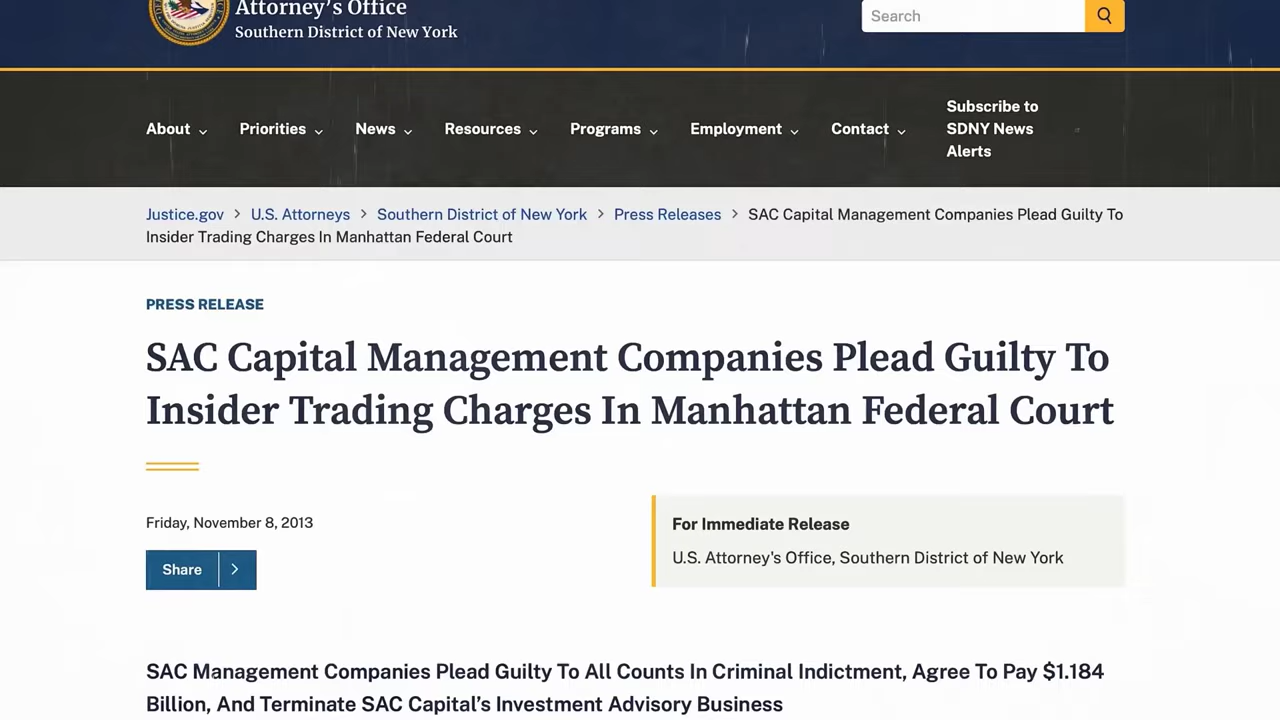 Attorney's Office
Southern District of New York
Search
About
Priorities
News
Resources
Programs
Employment
Contact
Subscribe to
SDNY News
Alerts
Justice.gov > U.S. Attorneys > Southern District of New York > Press Releases > SAC Capital Management Companies Plead Guilty To
Insider Trading Charges In Manhattan Federal Court
PRESS RELEASE
SAC Capital Management Companies Plead Guilty To
Insider Trading Charges In Manhattan Federal Court
Friday, November 8, 2013
Share
For Immediate Release
U.S. Attorney's Office, Southern District of New York
SAC Management Companies Plead Guilty To All Counts In Criminal Indictment, Agree To Pay $1.184
Billion, And Terminate SAC Capital's Investment Advisory Business